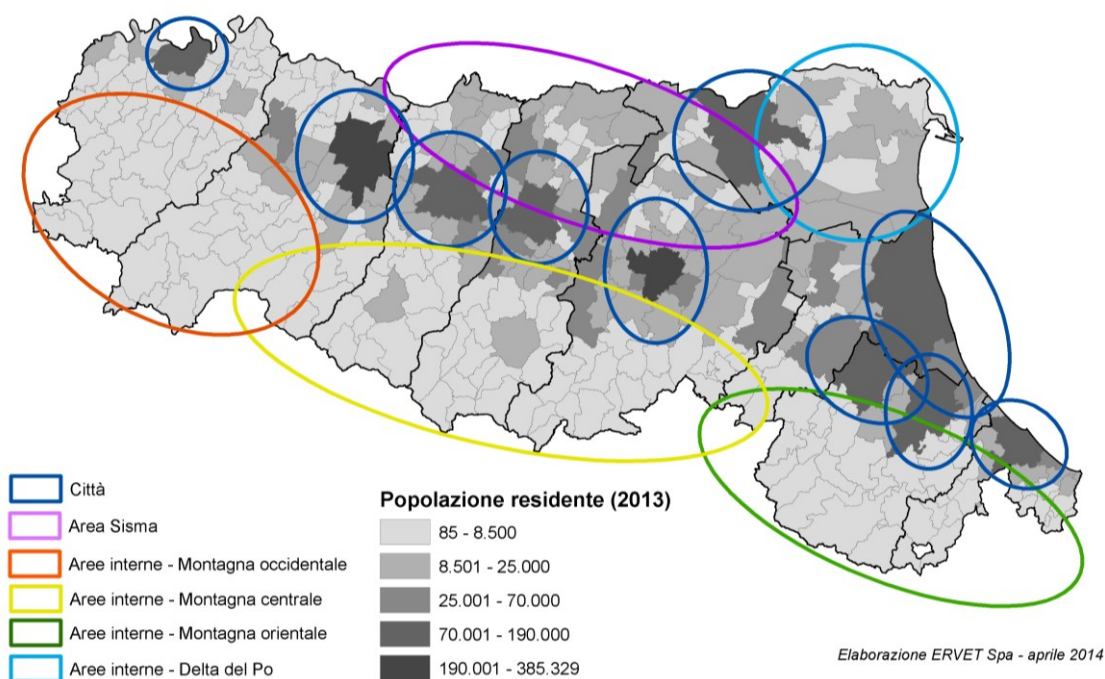 Città
Area Sisma
Aree interne - Montagna occidentale
Aree interne - Montagna centrale
Aree interne - Montagna orientale
Aree interne - Delta del Po
Popolazione residente (2013)
85 - 8.500
8.501 - 25.000
25.001 - 70.000
70.001 - 190.000
190.001 - 385.329
Elaborazione ERVET Spa - aprile 2014